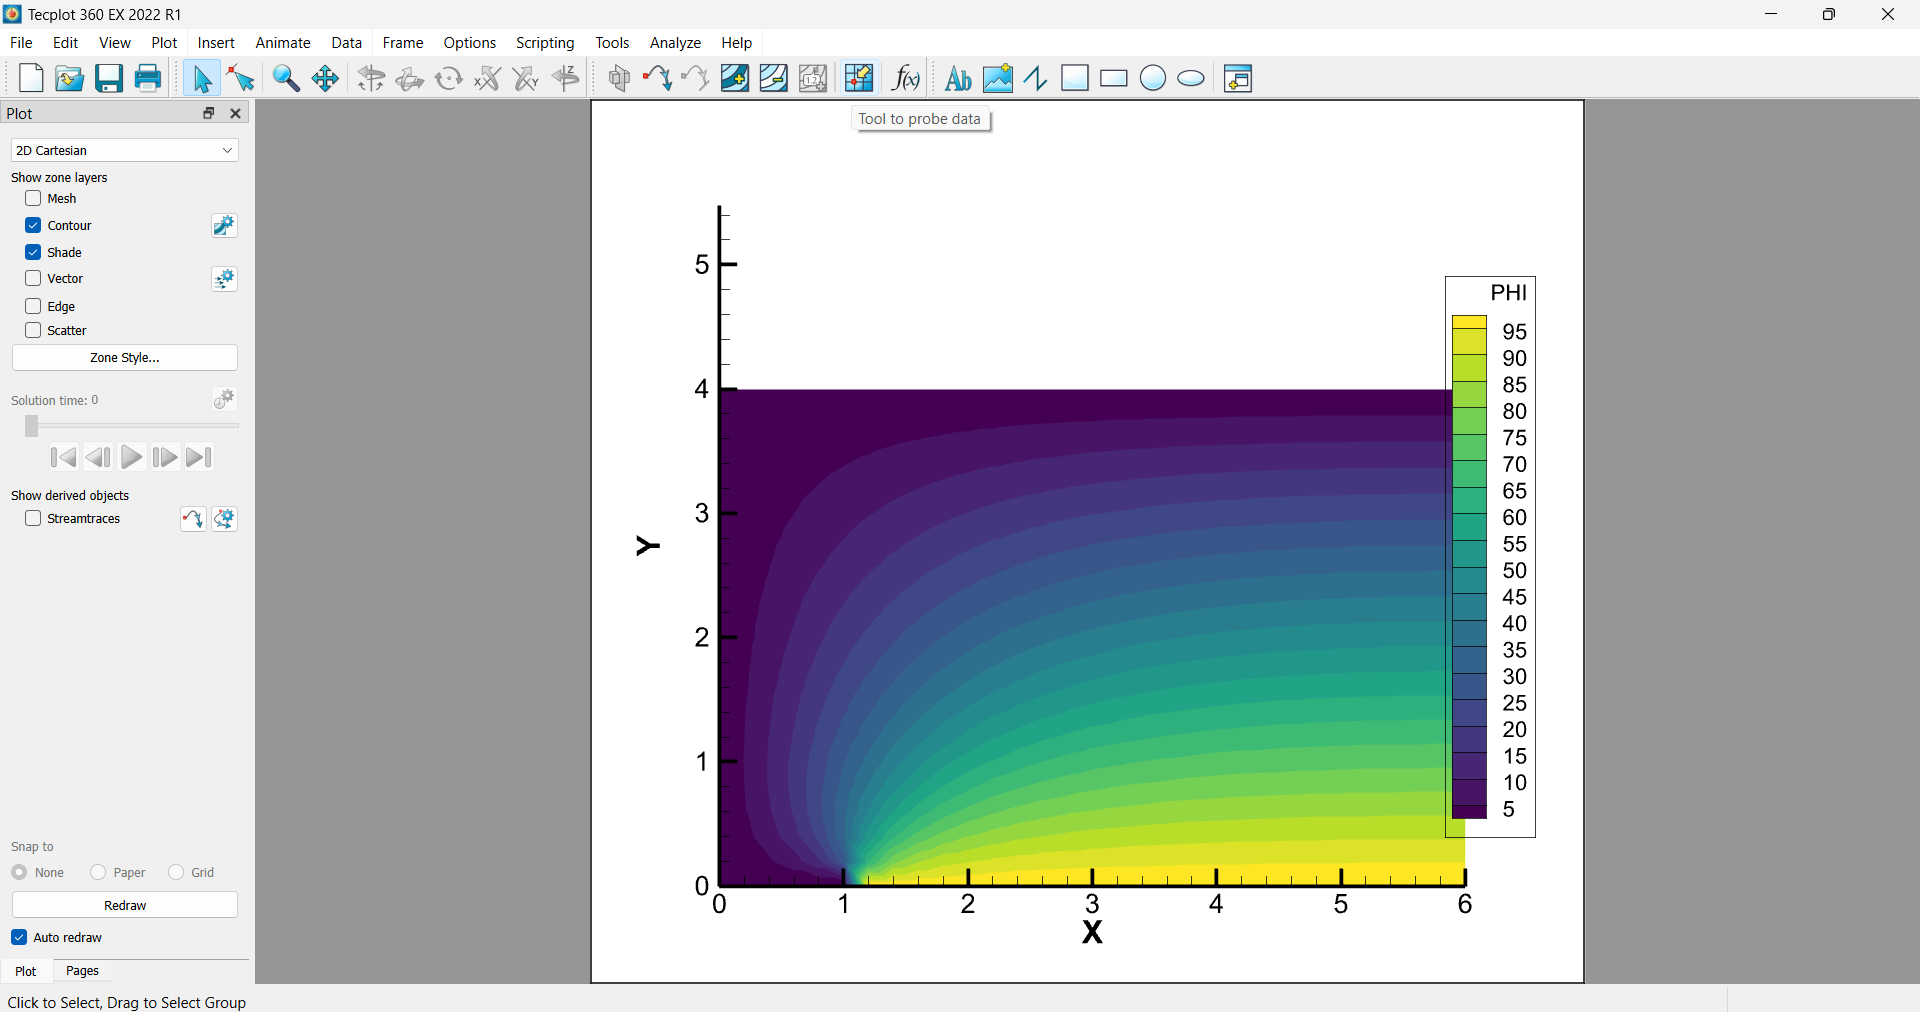 Tecplot 360 EX 2022 R1
File Edit View Plot Insert Animate Data Frame Options Scripting Tools Analyze Help
Plot
Tool to probe data
2D Cartesian
Show zone layers
Mesh
Contour
Shade
Vector
Edge
Scatter
Zone Style...
Solution time: 0
Show derived objects
Streamtraces
Snap to
None Paper Grid
Redraw
Auto redraw
Plot Pages
Click to Select, Drag to Select Group
5
4
3
2
1
0
Y
0 1 2 3 4 5 6
X
PHI
95
90
85
80
75
70
65
60
55
50
45
40
35
30
25
20
15
10
5